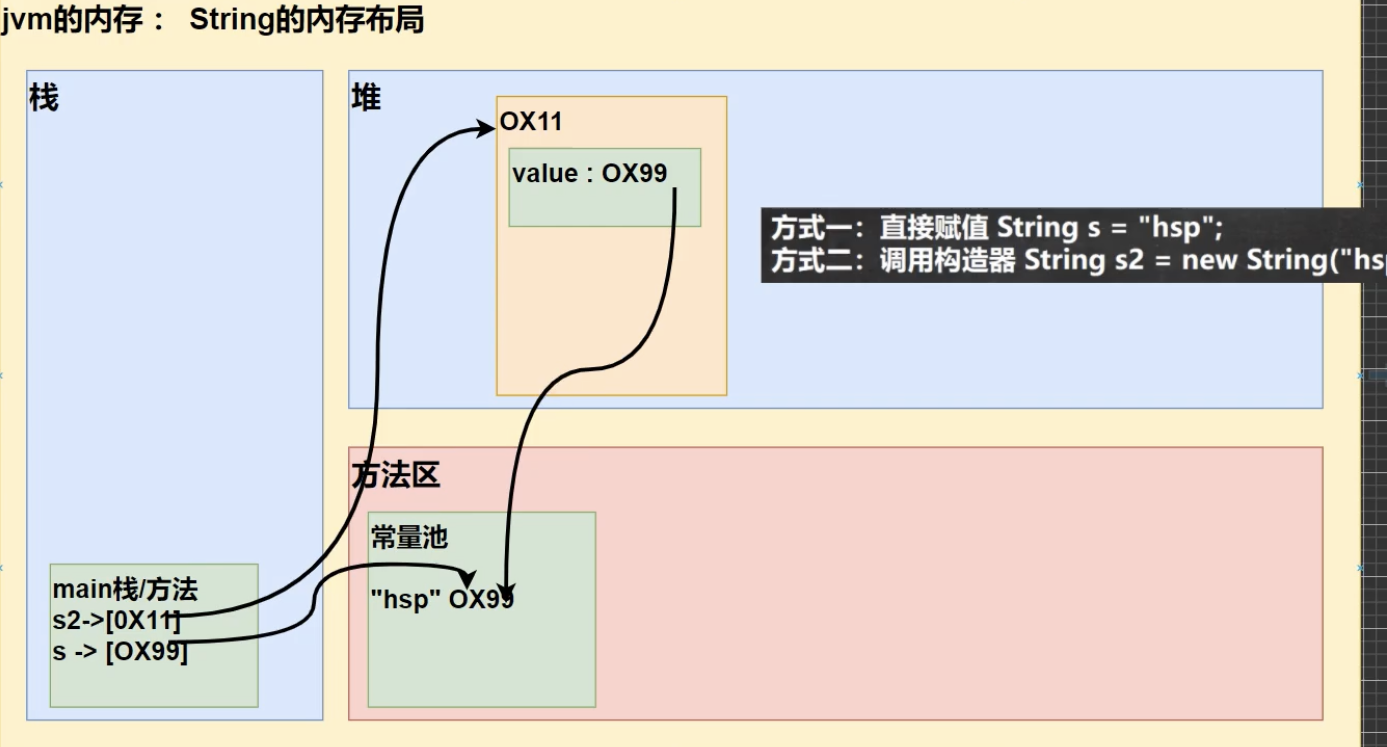 jvm的内存： String的内存布局
栈
堆
OX11
value : OX99
方式一：直接赋值 String s = "hsp";
方式二：调用构造器 String s2 = new String("hsp
方法区
常量池
"hsp" OX99
main栈/方法
s2->[0X11]
s -> [OX99]